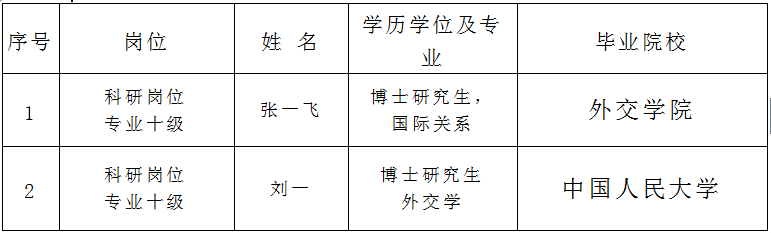 序号 岗位 姓 名 学历学位及专业 毕业院校
1 科研岗位 张一飞 博士研究生， 外交学院
专业十级 国际关系
2 科研岗位 刘一 博士研究生 中国人民大学
专业十级 外交学